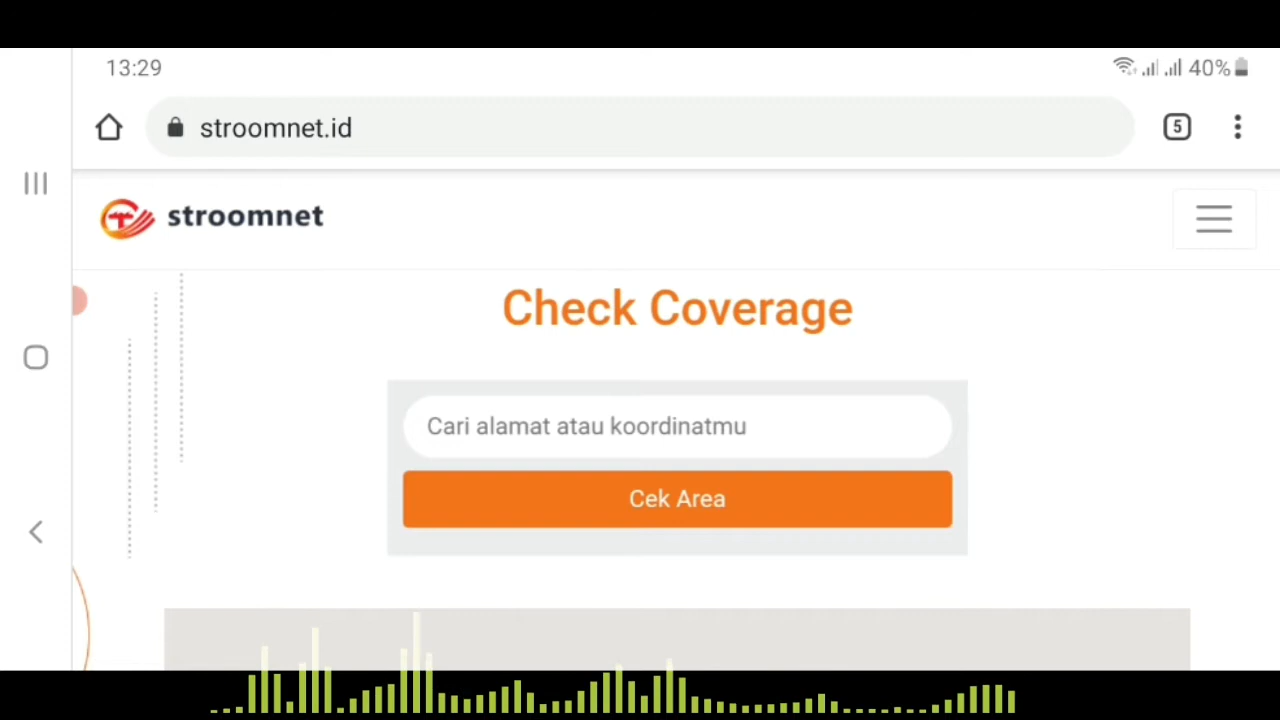 13:29
40%
stroomnet.id
5
stroomnet
Check Coverage
Cari alamat atau koordinatmu
Cek Area